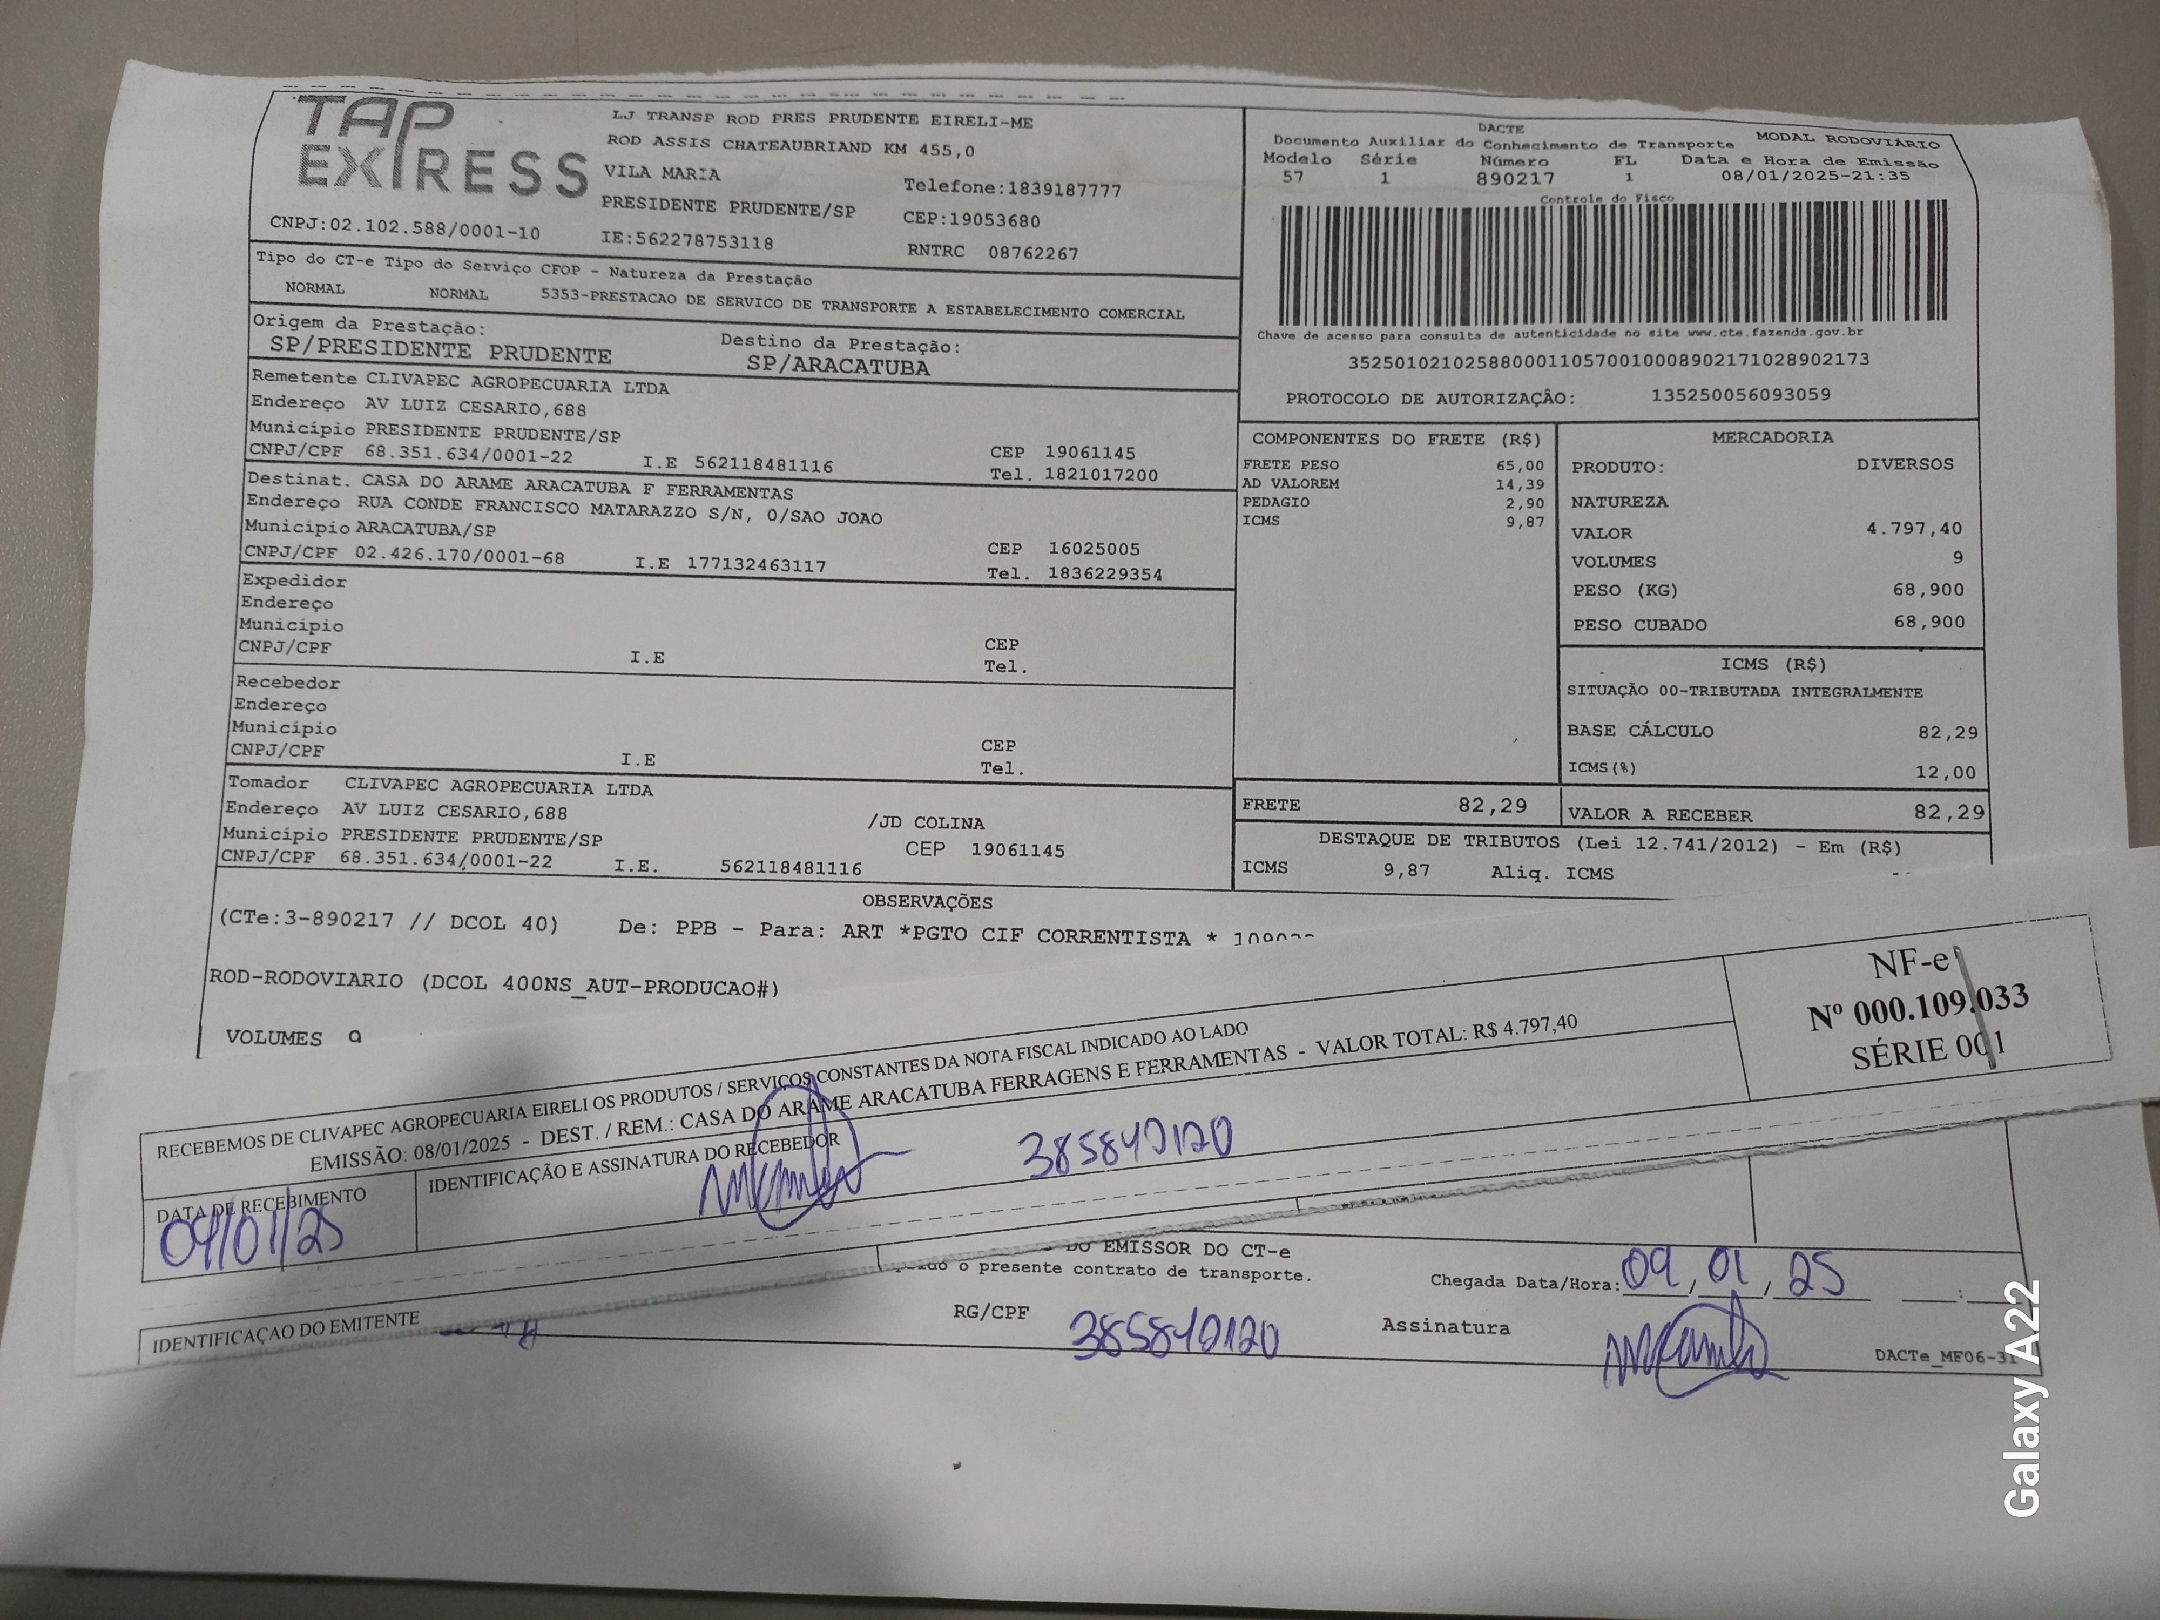 TAP EXPRESS
LJ TRANSP ROD PRES PRUDENTE EIRELI-ME
ROD ASSIS CHATEAUBRIAND KM 455,0
VILA MARIA
Telefone:1839187777
PRESIDENTE PRUDENTE/SP
CEP:19053680
CNPJ:02.102.588/0001-10
IE:562278753118
RNTRC 08762267
Tipo do CT-e Tipo do Serviço CFOP - Natureza da Prestação
NORMAL NORMAL 5353-PRESTACAO DE SERVICO DE TRANSPORTE A ESTABELECIMENTO COMERCIAL
Origem da Prestação: Destino da Prestação:
SP/PRESIDENTE PRUDENTE SP/ARACATUBA
DACTE
Documento Auxiliar do Conhecimento de Transporte MODAL RODOVIÁRIO
Modelo Série Número FL Data e Hora de Emissão
57 1 890217 1 08/01/2025-21:35
Controle do Fisco
Chave de acesso para consulta de autenticidade no site www.cte.fazenda.gov.br
35250102102588000110570010008902171028902173
PROTOCOLO DE AUTORIZAÇÃO: 135250056093059
Remetente CLIVAPEC AGROPECUARIA LTDA
Endereço AV LUIZ CESARIO,688
Município PRESIDENTE PRUDENTE/SP CEP 19061145
CNPJ/CPF 68.351.634/0001-22 I.E 562118481116 Tel. 1821017200
Destinat. CASA DO ARAME ARACATUBA F FERRAMENTAS
Endereço RUA CONDE FRANCISCO MATARAZZO S/N, 0/SAO JOAO
Município ARACATUBA/SP CEP 16025005
CNPJ/CPF 02.426.170/0001-68 I.E 177132463117 Tel. 1836229354
Expedidor
Endereço
Município CEP
CNPJ/CPF I.E Tel.
Recebedor
Endereço
Município CEP
CNPJ/CPF I.E Tel.
Tomador CLIVAPEC AGROPECUARIA LTDA
Endereço AV LUIZ CESARIO,688 /JD COLINA
Município PRESIDENTE PRUDENTE/SP CEP 19061145
CNPJ/CPF 68.351.634/0001-22 I.E. 562118481116
COMPONENTES DO FRETE (R$)
FRETE PESO 65,00
AD VALOREM 14,39
PEDAGIO 2,90
ICMS 9,87
MERCADORIA
PRODUTO: DIVERSOS
NATUREZA
VALOR 4.797,40
VOLUMES 9
PESO (KG) 68,900
PESO CUBADO 68,900
ICMS (R$)
SITUAÇÃO 00-TRIBUTADA INTEGRALMENTE
BASE CÁLCULO 82,29
ICMS(%) 12,00
FRETE 82,29 VALOR A RECEBER 82,29
DESTAQUE DE TRIBUTOS (Lei 12.741/2012) - Em (R$)
ICMS 9,87 Aliq. ICMS
OBSERVAÇÕES
(CTe:3-890217 // DCOL 40) De: PPB - Para: ART *PGTO CIF CORRENTISTA *
ROD-RODOVIARIO (DCOL 400NS_AUT-PRODUCAO#)
VOLUMES 9
RECEBEMOS DE CLIVAPEC AGROPECUARIA EIRELI OS PRODUTOS / SERVIÇOS CONSTANTES DA NOTA FISCAL INDICADO AO LADO
EMISSÃO: 08/01/2025 - DEST. / REM.: CASA DO ARAME ARACATUBA FERRAGENS E FERRAMENTAS - VALOR TOTAL: R$ 4.797,40
DATA DE RECEBIMENTO
09/01/25
IDENTIFICAÇÃO E ASSINATURA DO RECEBEDOR
385840120
NF-e
Nº 000.109.033
SÉRIE 001
IDENTIFICAÇAO DO EMITENTE
DO EMISSOR DO CT-e
o presente contrato de transporte.
Chegada Data/Hora: 09/01/25
RG/CPF 385840120
Assinatura
DACTe_MF06-31
Galaxy A22